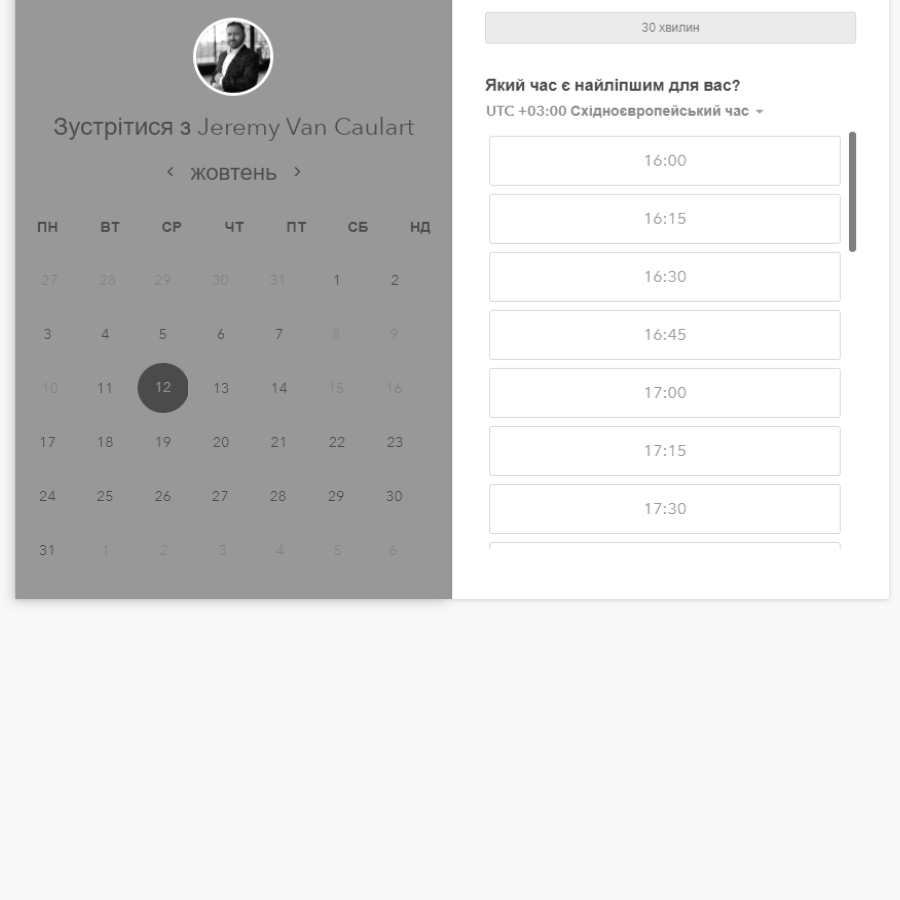 Зустрітися з Jeremy Van Caulart
жовтень
ПН ВТ СР ЧТ ПТ СБ НД
27 28 29 30 31 1 2
3 4 5 6 7 8 9
10 11 12 13 14 15 16
17 18 19 20 21 22 23
24 25 26 27 28 29 30
31 1 2 3 4 5 6
30 хвилин
Який час є найліпшим для вас?
UTC +03:00 Східноєвропейський час
16:00
16:15
16:30
16:45
17:00
17:15
17:30